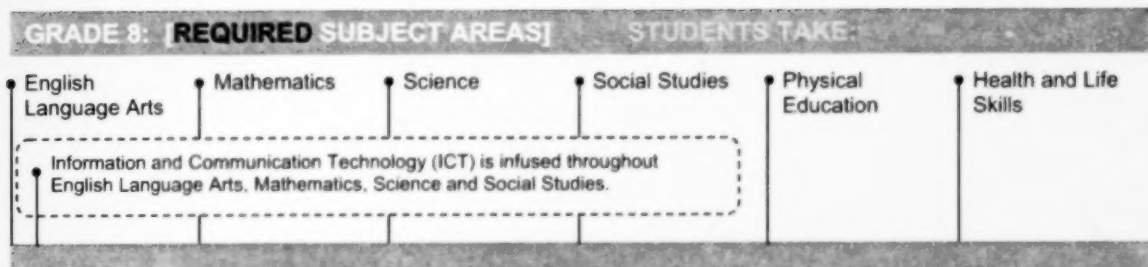 GRADE 8: [REQUIRED SUBJECT AREAS] STUDENTS TAKE:
English
Language Arts
Mathematics
Science
Social Studies
Physical
Education
Health and Life
Skills
Information and Communication Technology (ICT) is infused throughout
English Language Arts, Mathematics, Science and Social Studies.